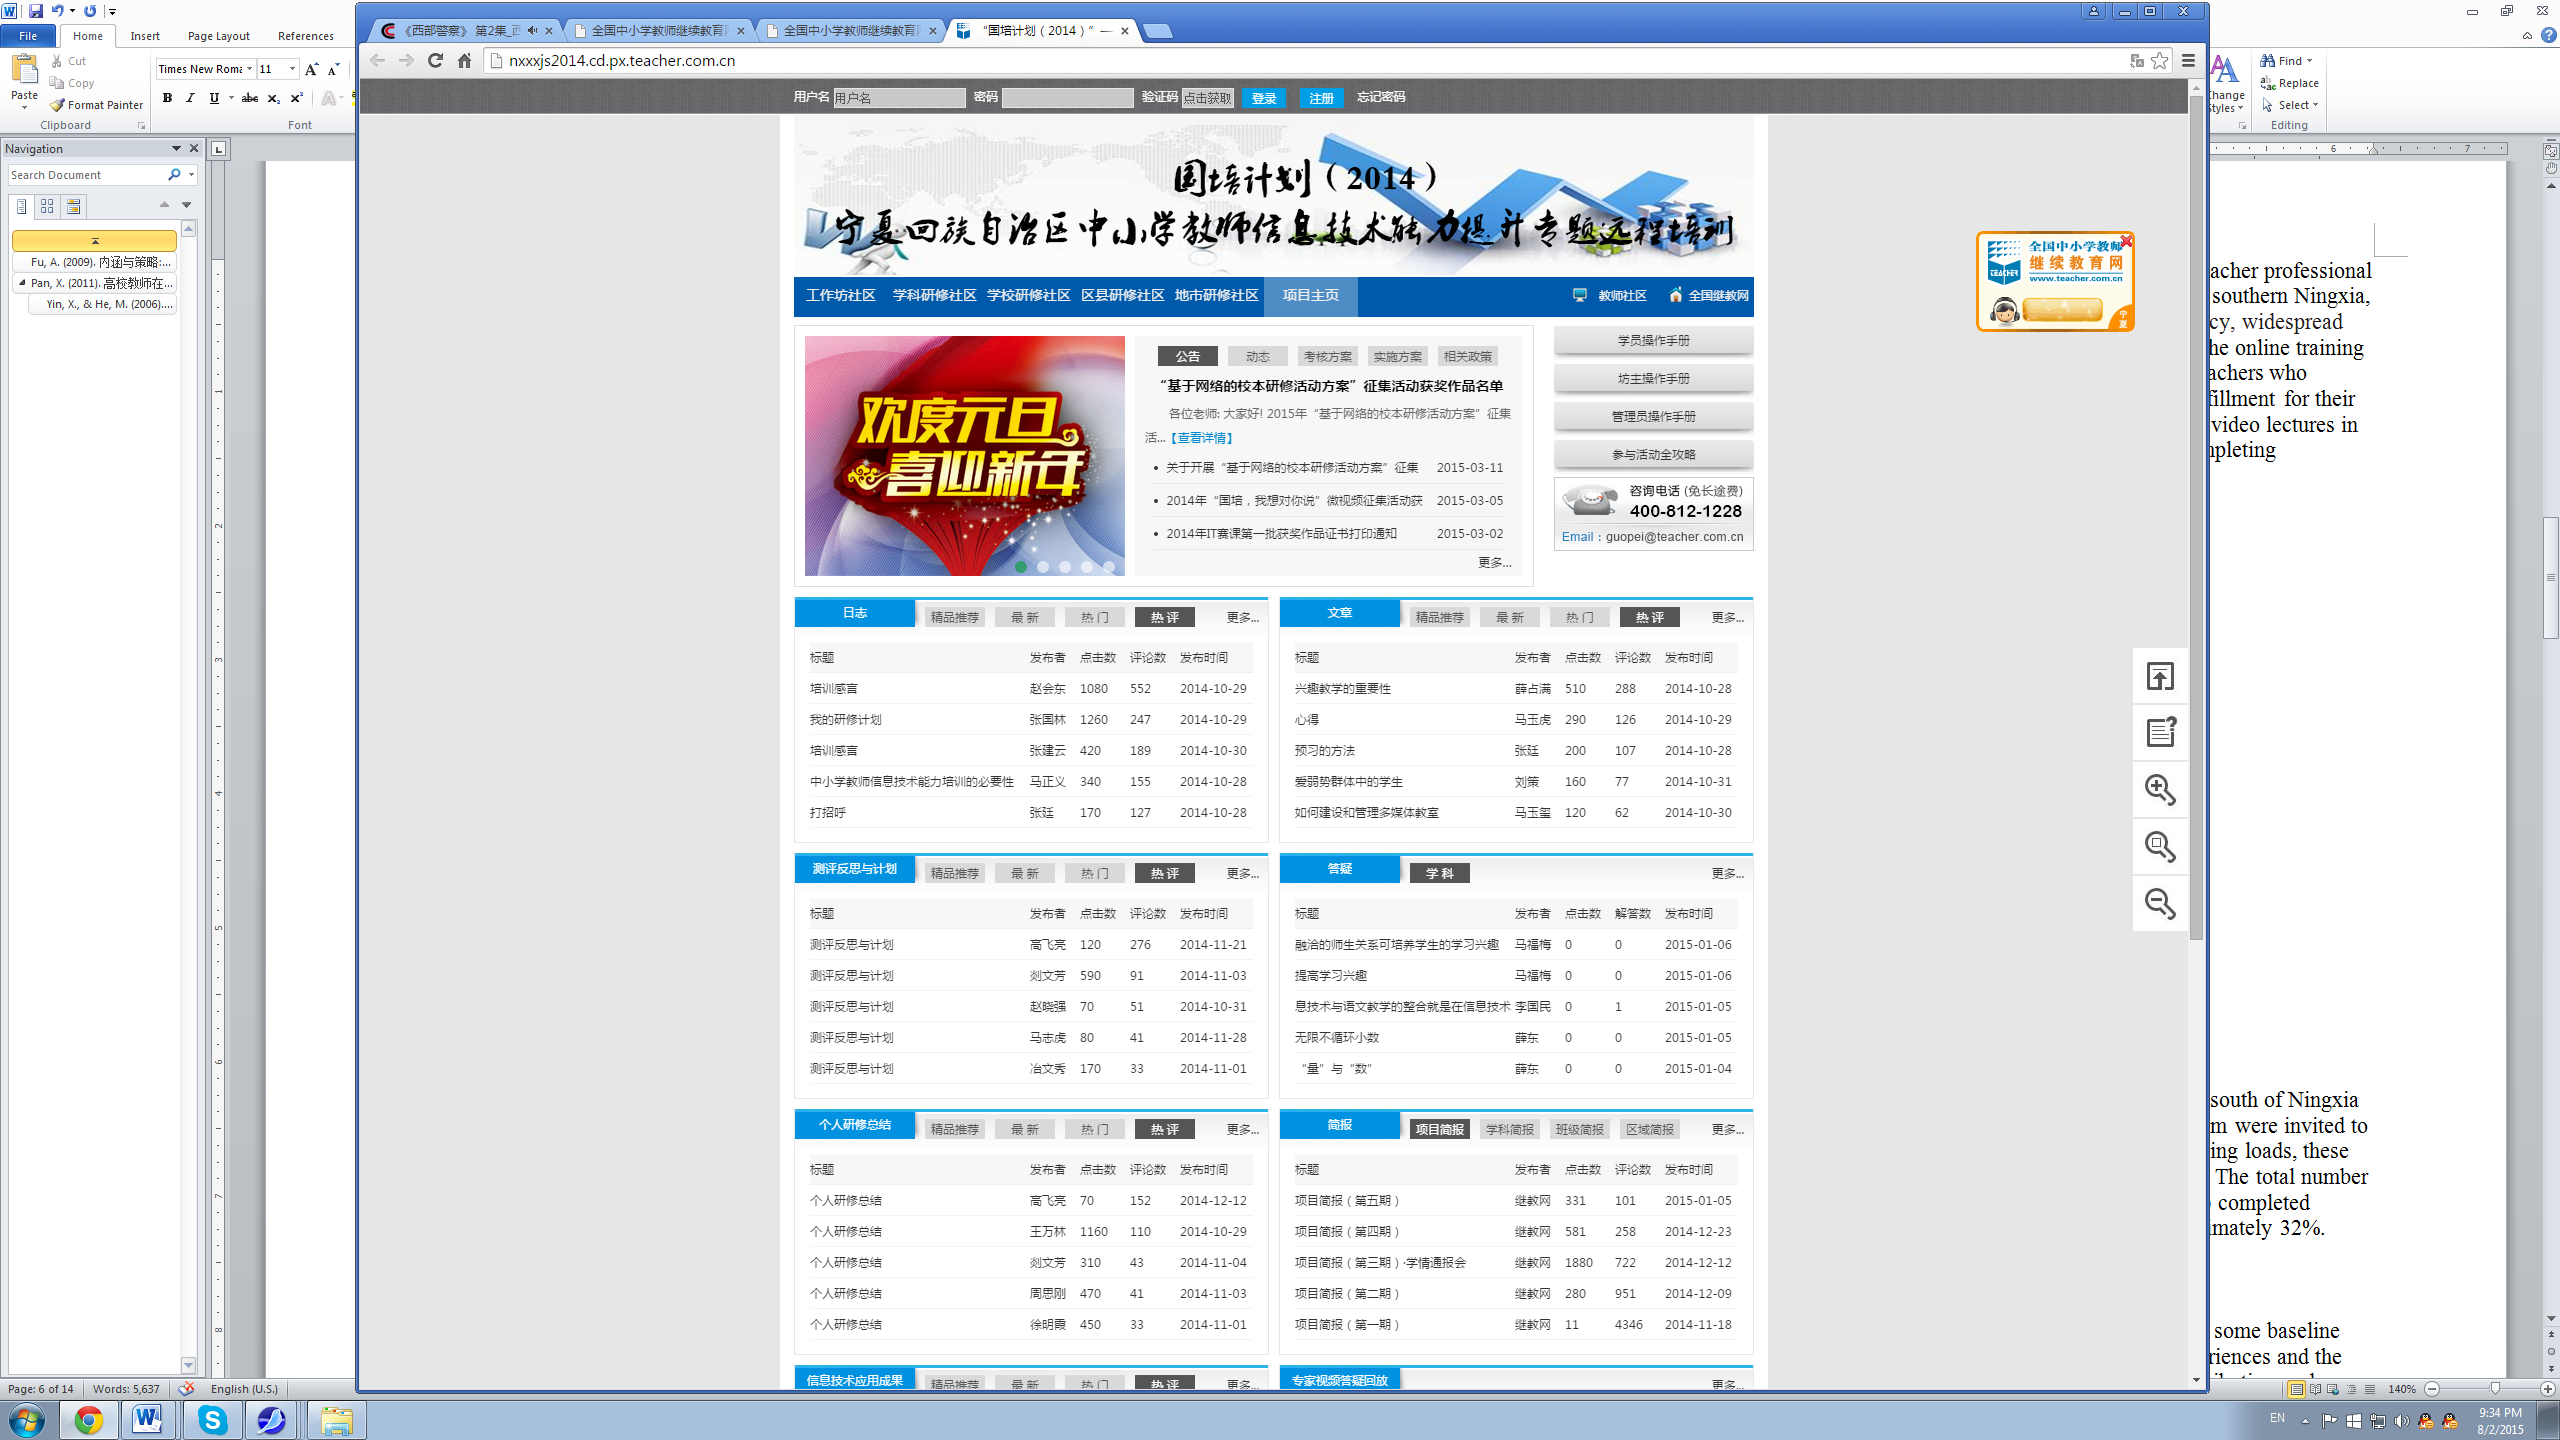 File Home Insert Page Layout References
Cut
Copy
Format Painter
Paste
Clipboard
Times New Roma 11
Font
Find
Replace
Select
Change
Styles
Editing
Navigation
Search Document
Fu, A. (2009). 内涵与策略:...
Pan, X. (2011). 高校教师在...
Yin, X., & He, M. (2006)....
《西部警察》 第2集_西
全国中小学教师继续教育网
全国中小学教师继续教育网
“国培计划（2014）”—
nxxxjs2014.cd.px.teacher.com.cn
用户名 用户名 密码 验证码 点击获取 登录 注册 忘记密码
国培计划（2014）
宁夏回族自治区中小学教师信息技术能力提升专题远程培训
工作坊社区 学科研修社区 学校研修社区 区县研修社区 地市研修社区 项目主页 教师社区 全国继教网
欢度元旦
喜迎新年
公告 动态 考核方案 实施方案 相关政策
“基于网络的校本研修活动方案”征集活动获奖作品名单
各位老师: 大家好! 2015年“基于网络的校本研修活动方案”征集
活...【查看详情】
关于开展“基于网络的校本研修活动方案”征集 2015-03-11
2014年“国培，我想对你说”微视频征集活动获 2015-03-05
2014年IT赛课第一批获奖作品证书打印通知 2015-03-02
更多...
学员操作手册
坊主操作手册
管理员操作手册
参与活动全攻略
咨询电话 (免长途费)
400-812-1228
Email：guopei@teacher.com.cn
全国中小学教师
继续教育网
www.teacher.com.cn
TEACHER
宁夏
日志 精品推荐 最 新 热 门 热 评 更多...
标题 发布者 点击数 评论数 发布时间
培训感言 赵会东 1080 552 2014-10-29
我的研修计划 张国林 1260 247 2014-10-29
培训感言 张建云 420 189 2014-10-30
中小学教师信息技术能力培训的必要性 马正义 340 155 2014-10-28
打招呼 张廷 170 127 2014-10-28
文章 精品推荐 最 新 热 门 热 评 更多...
标题 发布者 点击数 评论数 发布时间
兴趣教学的重要性 薛占满 510 288 2014-10-28
心得 马玉虎 290 126 2014-10-29
预习的方法 张廷 200 107 2014-10-28
爱弱势群体中的学生 刘策 160 77 2014-10-31
如何建设和管理多媒体教室 马玉玺 120 62 2014-10-30
测评反思与计划 精品推荐 最 新 热 门 热 评 更多...
标题 发布者 点击数 评论数 发布时间
测评反思与计划 高飞亮 120 276 2014-11-21
测评反思与计划 剡文芳 590 91 2014-11-03
测评反思与计划 赵晓强 70 51 2014-10-31
测评反思与计划 马志虎 80 41 2014-11-28
测评反思与计划 冶文秀 170 33 2014-11-01
答疑 学 科 更多...
标题 发布者 点击数 解答数 发布时间
融洽的师生关系可培养学生的学习兴趣 马福梅 0 0 2015-01-06
提高学习兴趣 马福梅 0 0 2015-01-06
息技术与语文教学的整合就是在信息技术 李国民 0 1 2015-01-05
无限不循环小数 薛东 0 0 2015-01-05
“量”与“数” 薛东 0 0 2015-01-04
个人研修总结 精品推荐 最 新 热 门 热 评 更多...
标题 发布者 点击数 评论数 发布时间
个人研修总结 高飞亮 70 152 2014-12-12
个人研修总结 王万林 1160 110 2014-10-29
个人研修总结 剡文芳 310 43 2014-11-04
个人研修总结 周思刚 470 41 2014-11-03
个人研修总结 徐明霞 450 33 2014-11-01
简报 项目简报 学科简报 班级简报 区域简报 更多...
标题 发布者 点击数 评论数 发布时间
项目简报（第五期） 继教网 331 101 2015-01-05
项目简报（第四期） 继教网 581 258 2014-12-23
项目简报（第三期）·学情通报会 继教网 1880 722 2014-12-12
项目简报（第二期） 继教网 280 951 2014-12-09
项目简报（第一期） 继教网 11 4346 2014-11-18
信息技术应用成果 精品推荐 最 新 热 门 热 评 更多...
专家视频答疑回放 更多...
acher professional
southern Ningxia,
cy, widespread
he online training
achers who
fillment for their
video lectures in
mpleting
south of Ningxia
m were invited to
ing loads, these
The total number
completed
imately 32%.
some baseline
riences and the
Page: 6 of 14 Words: 5,637 English (U.S.) 140%
EN 9:34 PM
8/2/2015